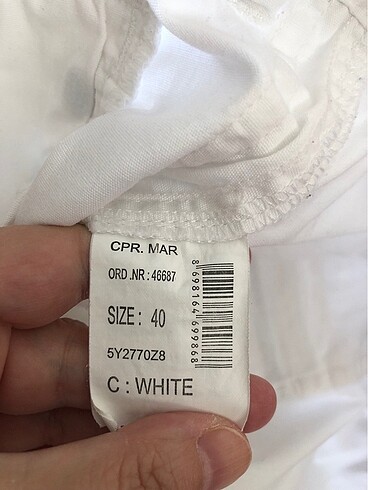 CPR. MAR
ORD .NR : 46687
SIZE : 40
5Y2770Z8
C : WHITE
8698164699868